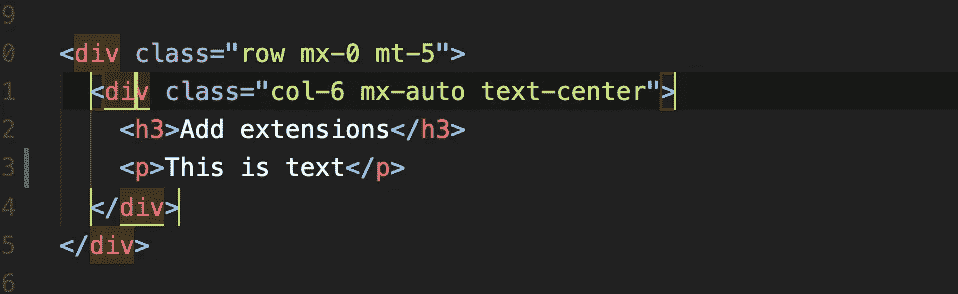 9
0 <div class="row mx-0 mt-5">
1 <div class="col-6 mx-auto text-center">
2 <h3>Add extensions</h3>
3 <p>This is text</p>
4 </div>
5 </div>
6